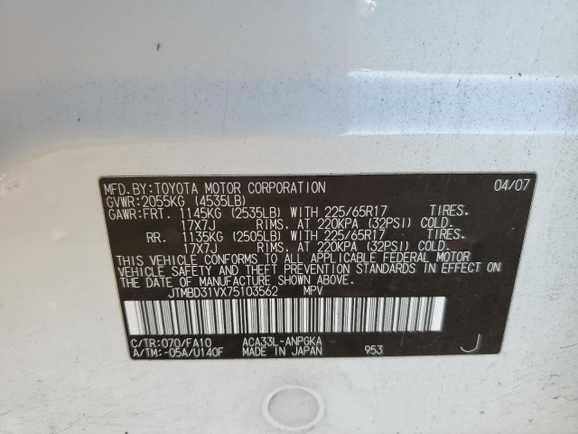 MFD.BY:TOYOTA MOTOR CORPORATION 04/07
GVWR:2055KG (4535LB)
GAWR:FRT. 1145KG (2535LB) WITH 225/65R17 TIRES.
17X7J RIMS. AT 220KPA (32PSI) COLD.
RR. 1135KG (2505LB) WITH 225/65R17 TIRES.
17X7J RIMS. AT 220KPA (32PSI) COLD.
THIS VEHICLE CONFORMS TO ALL APPLICABLE FEDERAL MOTOR
VEHICLE SAFETY AND THEFT PREVENTION STANDARDS IN EFFECT ON
THE DATE OF MANUFACTURE SHOWN ABOVE.
JTMBD31VX75103562 MPV
C/TR:070/FA10 ACA33L-ANPGKA
A/TM:-05A/U140F MADE IN JAPAN 953 J